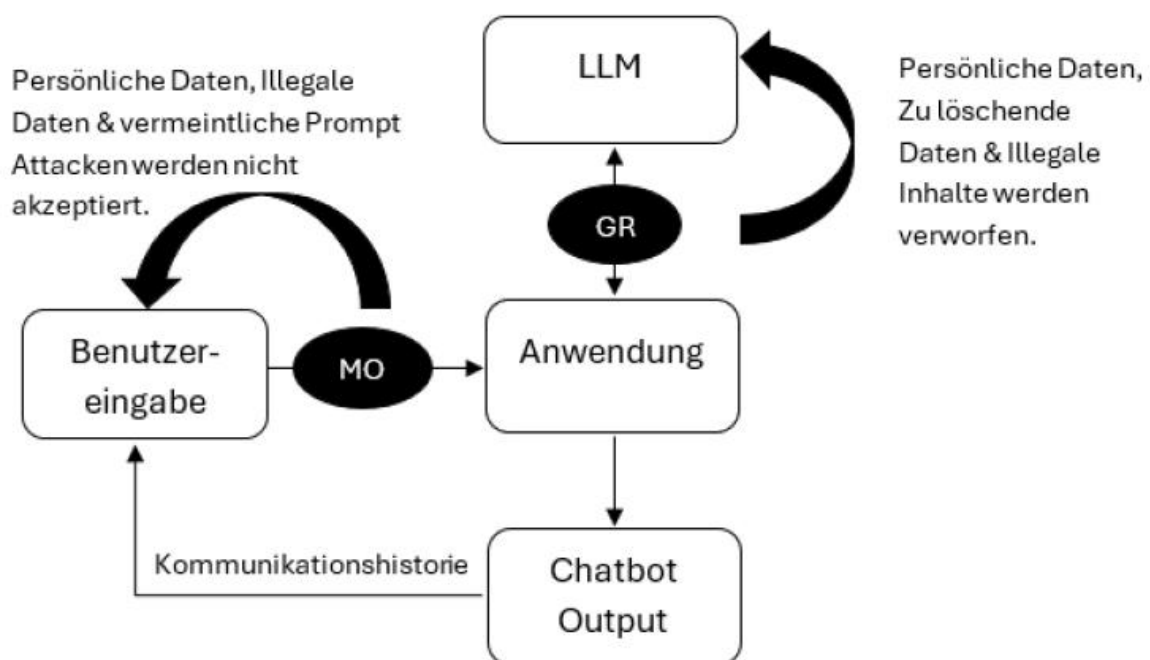 LLM
Persönliche Daten, Illegale
Daten & vermeintliche Prompt
Attacken werden nicht
akzeptiert.
Persönliche Daten,
Zu löschende
Daten & Illegale
Inhalte werden
verworfen.
GR
Benutzer-
eingabe
MO
Anwendung
Kommunikationshistorie
Chatbot
Output